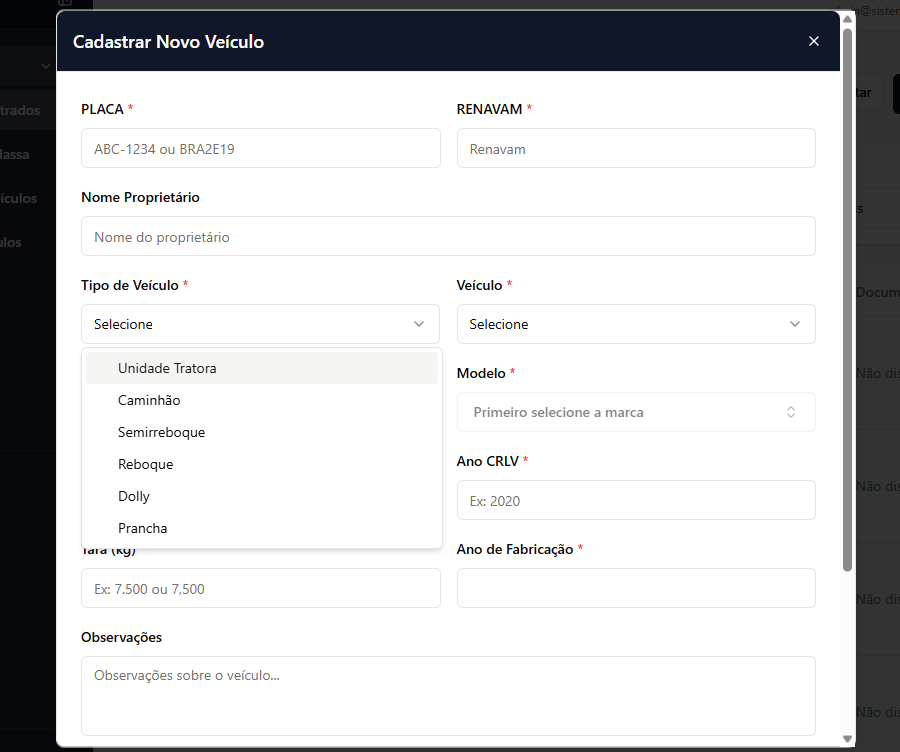 Cadastrar Novo Veículo
PLACA *
RENAVAM *
ABC-1234 ou BRA2E19
Renavam
Nome Proprietário
Nome do proprietário
Tipo de Veículo *
Veículo *
Selecione
Selecione
Unidade Tratora
Caminhão
Semirreboque
Reboque
Dolly
Prancha
Modelo *
Primeiro selecione a marca
Ano CRLV *
Ex: 2020
Tara (kg)
Ano de Fabricação *
Ex: 7.500 ou 7,500
Observações
Observações sobre o veículo...
trados
assa
ículos
los
@sister
tar
s
Docum
Não dis
Não dis
Não dis
Não dis